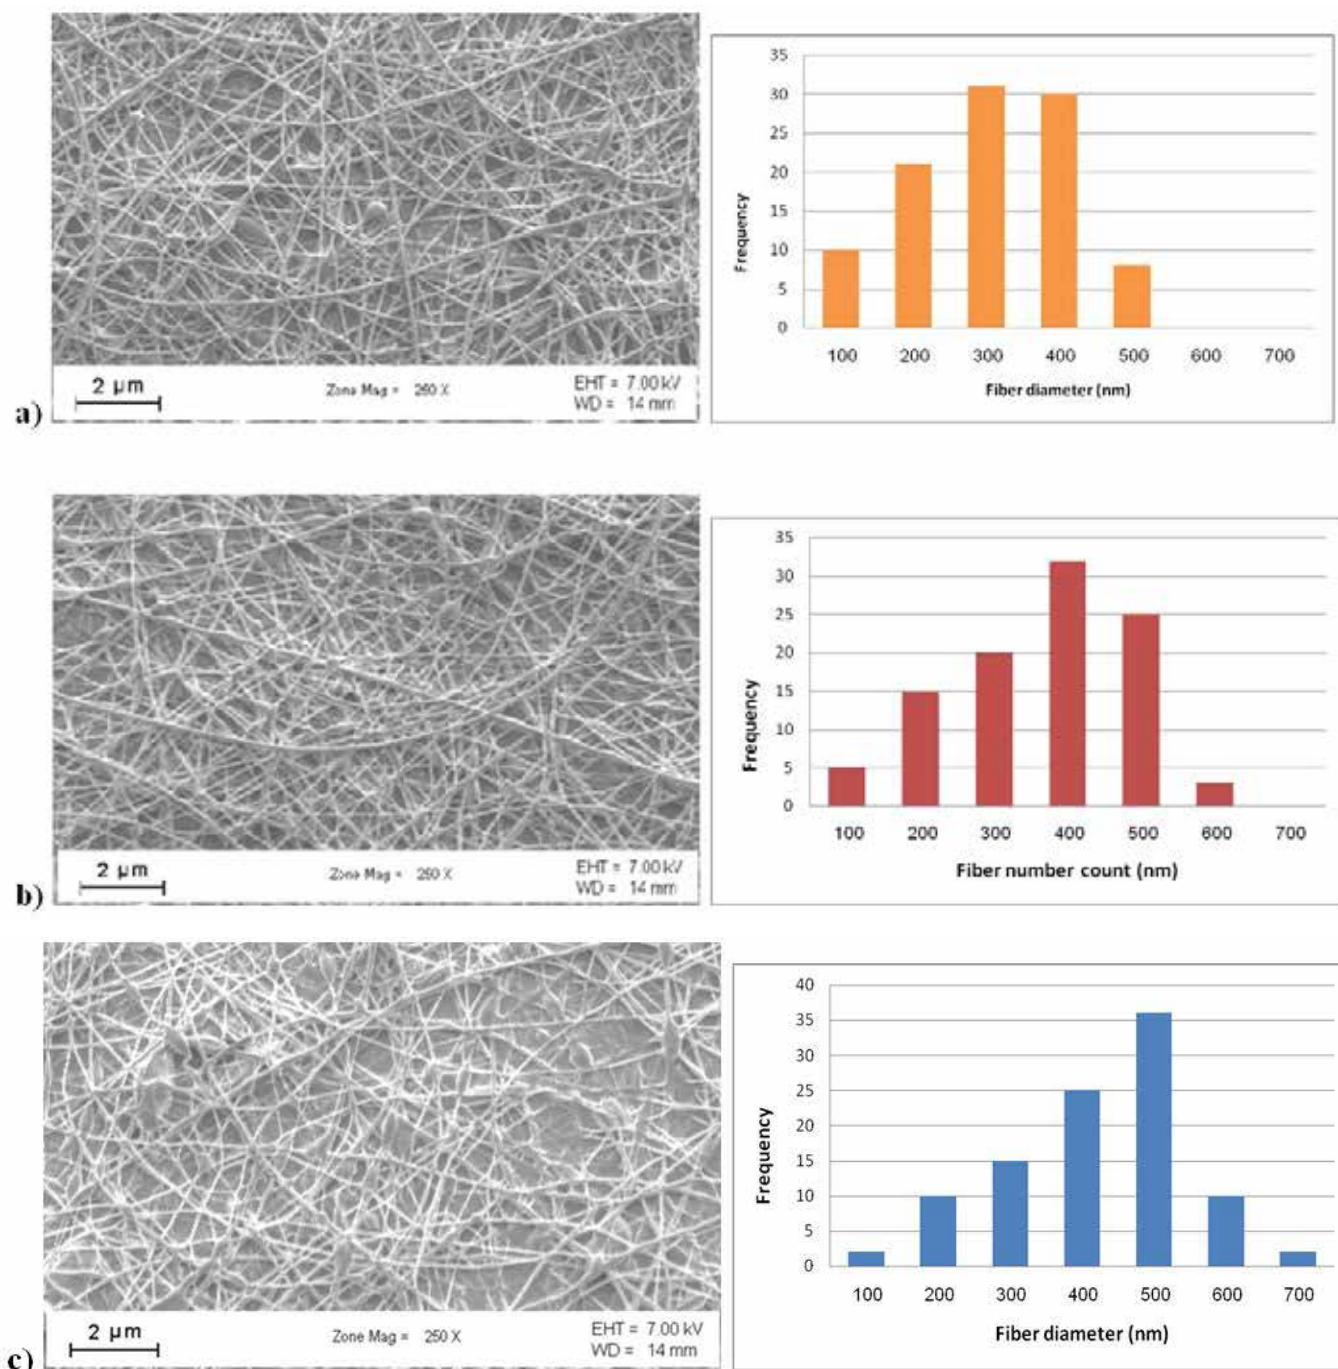 35
30
25
20
15
10
5
0
Frequency
100 200 300 400 500 600 700
Fiber diameter (nm)
2 µm
Zone Mag = 260 X
EHT = 7.00 kV
WD = 14 mm
a)
35
30
25
20
15
10
5
0
Frequency
100 200 300 400 500 600 700
Fiber number count (nm)
2 µm
Zone Mag = 260 X
EHT = 7.00 kV
WD = 14 mm
b)
40
35
30
25
20
15
10
5
0
Frequency
100 200 300 400 500 600 700
Fiber diameter (nm)
2 µm
Zone Mag = 250 X
EHT = 7.00 kV
WD = 14 mm
c)